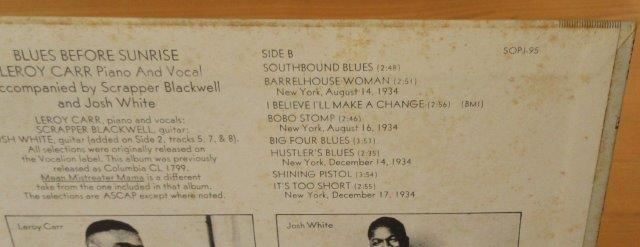 BLUES BEFORE SUNRISE
LEROY CARR Piano And Vocal
ccompanied by Scrapper Blackwell
and Josh White
LEROY CARR, piano and vocals;
SCRAPPER BLACKWELL, guitar;
SH WHITE, guitar (added on Side 2, tracks 5, 7, & 8).
All selections were originally released on
the Vocalion label. This album was previously
released as Columbia CL 1799.
Mean Mistreater Mama is a different
take from the one included in that album.
The selections are ASCAP except where noted.
Leroy Carr
SOPJ-95
SIDE B
SOUTHBOUND BLUES (2:48)
BARRELHOUSE WOMAN (2:51)
New York, August 14, 1934
I BELIEVE I'LL MAKE A CHANGE (2:56) (BMI)
BOBO STOMP (2:46)
New York, August 16, 1934
BIG FOUR BLUES (3:57)
HUSTLER'S BLUES (2:35)
New York, December 14, 1934
SHINING PISTOL (3:54)
IT'S TOO SHORT (2:55)
New York, December 17, 1934
Josh White